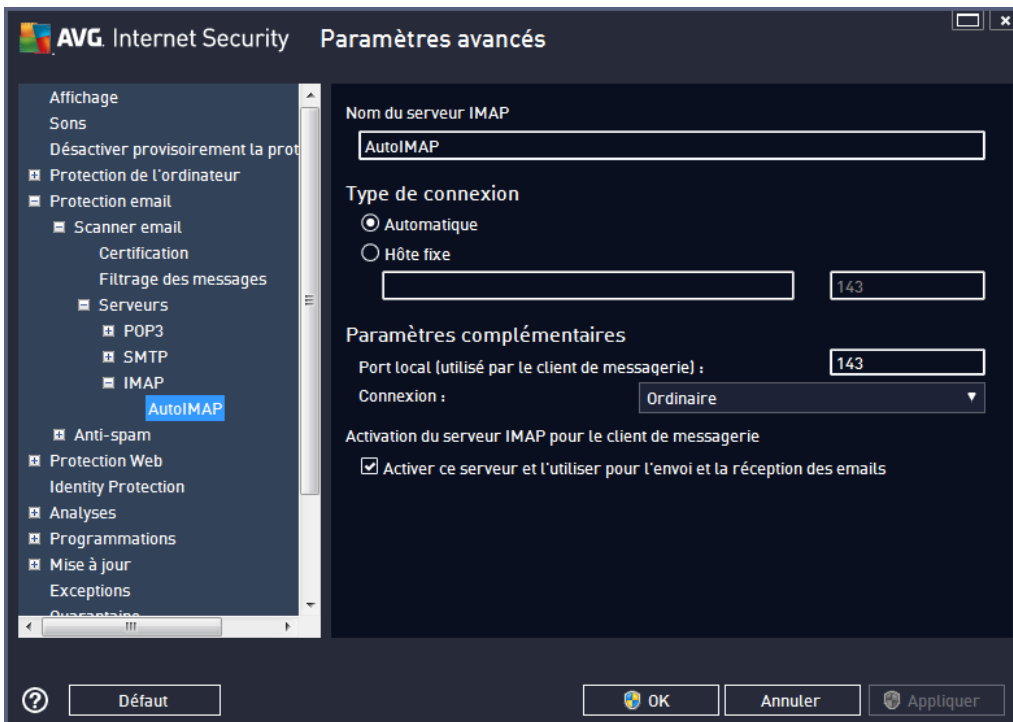 AVG. Internet Security Paramètres avancés
Affichage
Sons
Désactiver provisoirement la prot
Protection de l'ordinateur
Protection email
Scanner email
Certification
Filtrage des messages
Serveurs
POP3
SMTP
IMAP
AutoIMAP
Anti-spam
Protection Web
Identity Protection
Analyses
Programmations
Mise à jour
Exceptions
Quarantaine
Nom du serveur IMAP
AutoIMAP
Type de connexion
Automatique
Hôte fixe
143
Paramètres complémentaires
Port local (utilisé par le client de messagerie) : 143
Connexion : Ordinaire
Activation du serveur IMAP pour le client de messagerie
Activer ce serveur et l'utiliser pour l'envoi et la réception des emails
? Défaut OK Annuler Appliquer